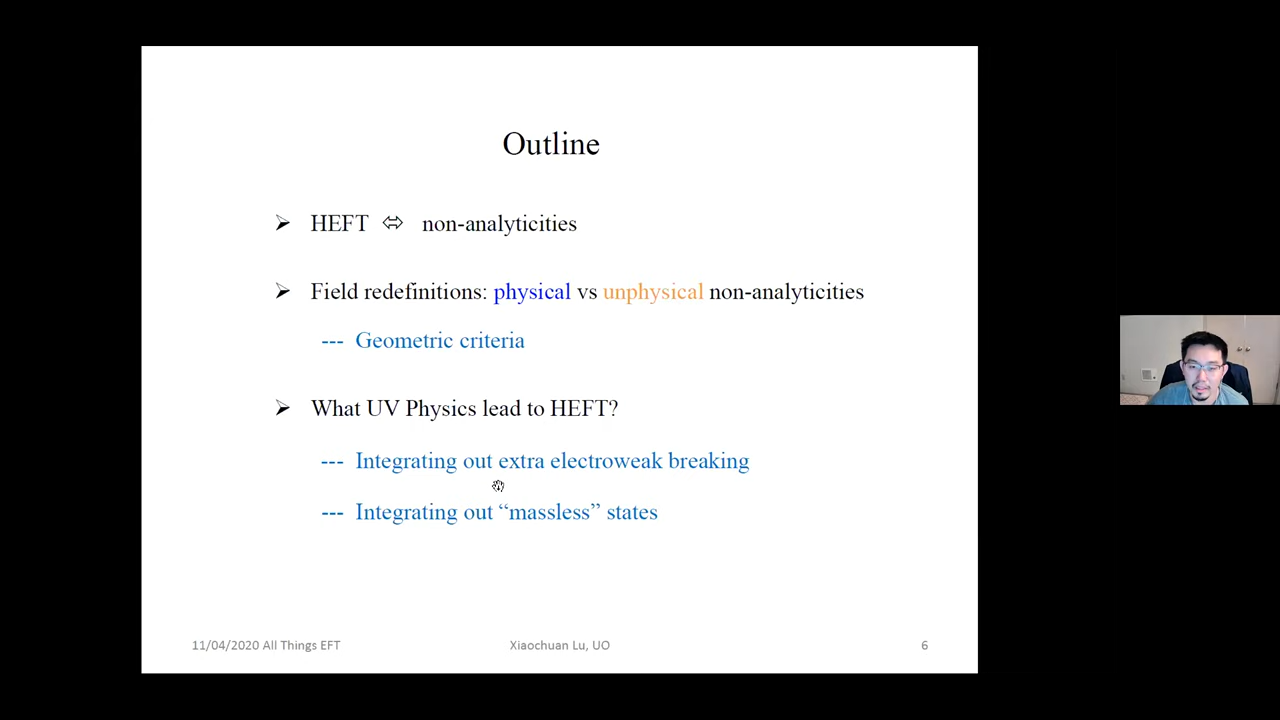 Outline
HEFT ⇔ non-analyticities
Field redefinitions: physical vs unphysical non-analyticities
--- Geometric criteria
What UV Physics lead to HEFT?
--- Integrating out extra electroweak breaking
--- Integrating out “massless” states
11/04/2020 All Things EFT
Xiaochuan Lu, UO
6